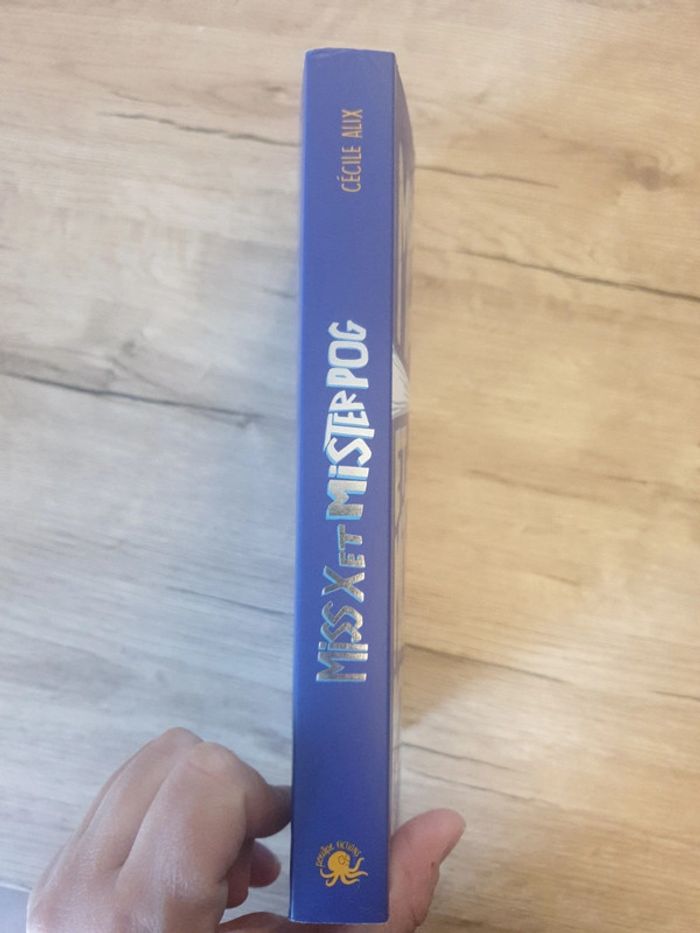 CÉCILE ALIX
MiSS X ET MiSTER POG
poulpe fictions